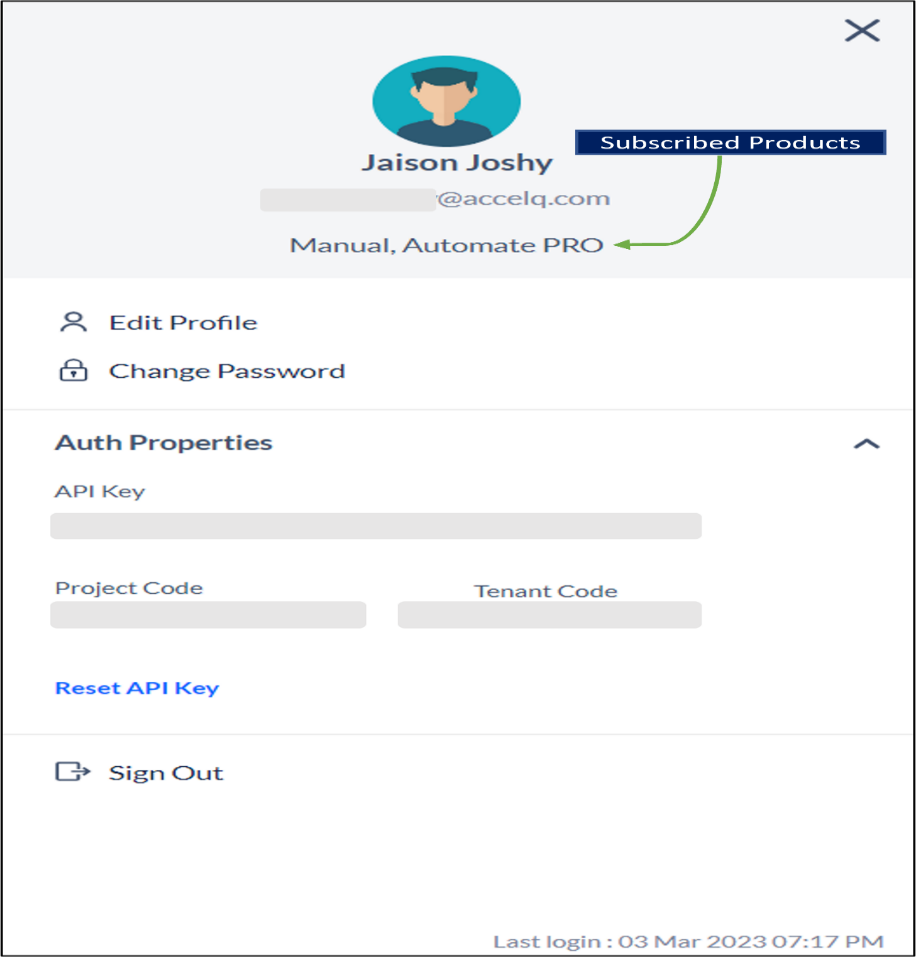 Subscribed Products
Jaison Joshy
@accelq.com
Manual, Automate PRO
Edit Profile
Change Password
Auth Properties
API Key
Project Code Tenant Code
Reset API Key
Sign Out
Last login : 03 Mar 2023 07:17 PM